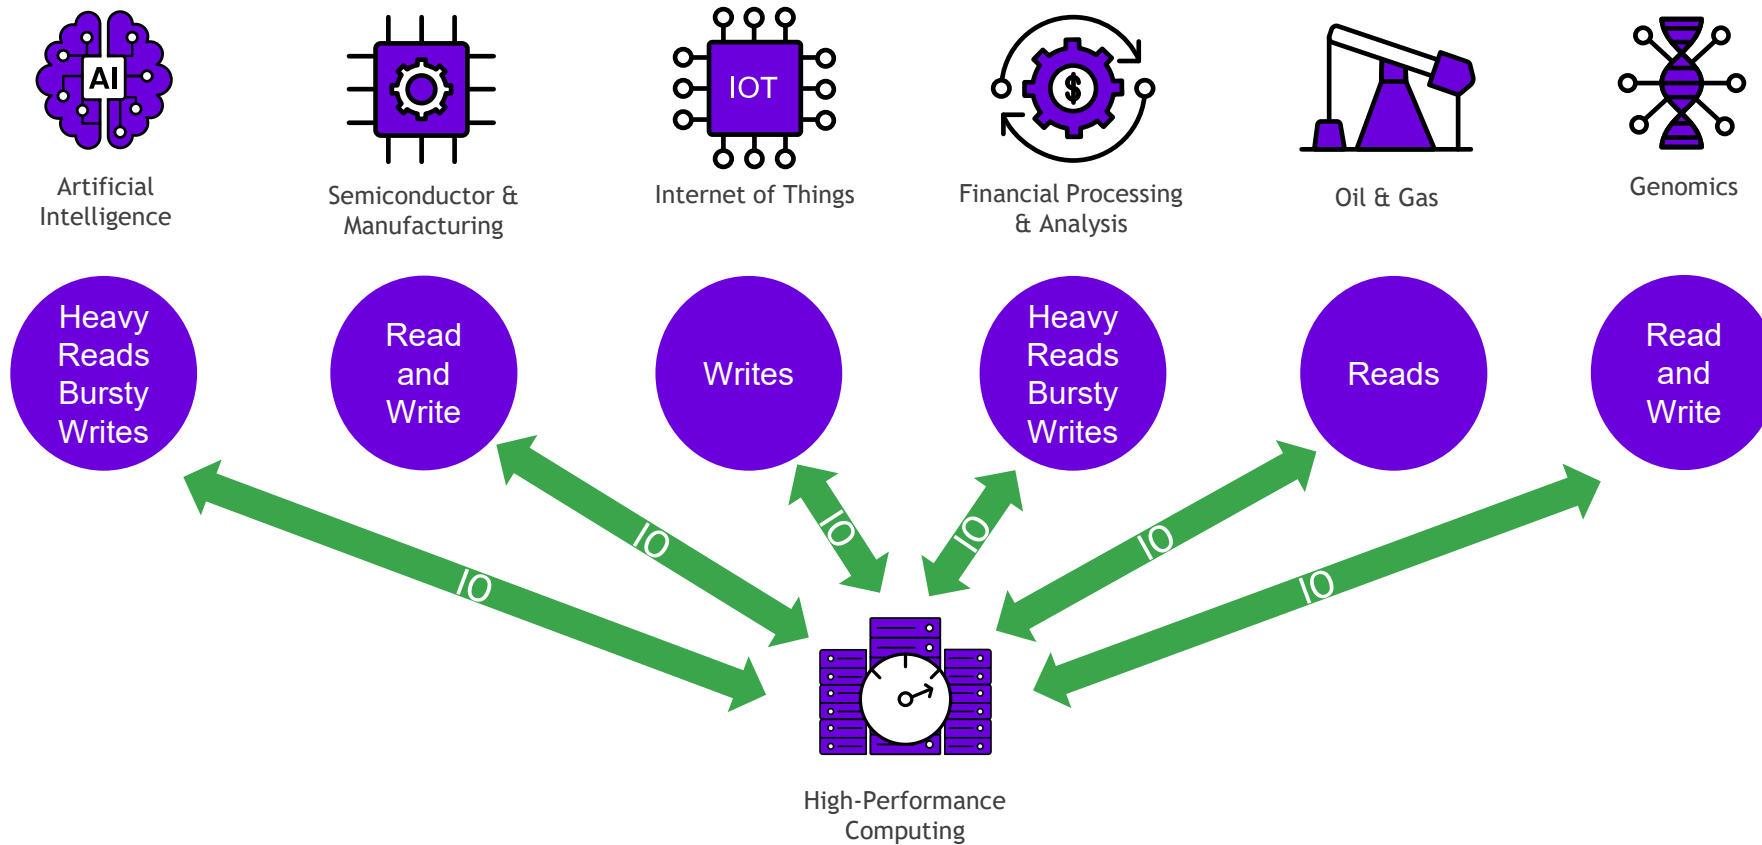 AI
IOT
$
Artificial
Intelligence
Semiconductor &
Manufacturing
Internet of Things
Financial Processing
& Analysis
Oil & Gas
Genomics
Heavy
Reads
Bursty
Writes
Read
and
Write
Writes
Heavy
Reads
Bursty
Writes
Reads
Read
and
Write
IO
IO
IO
IO
IO
IO
High-Performance
Computing